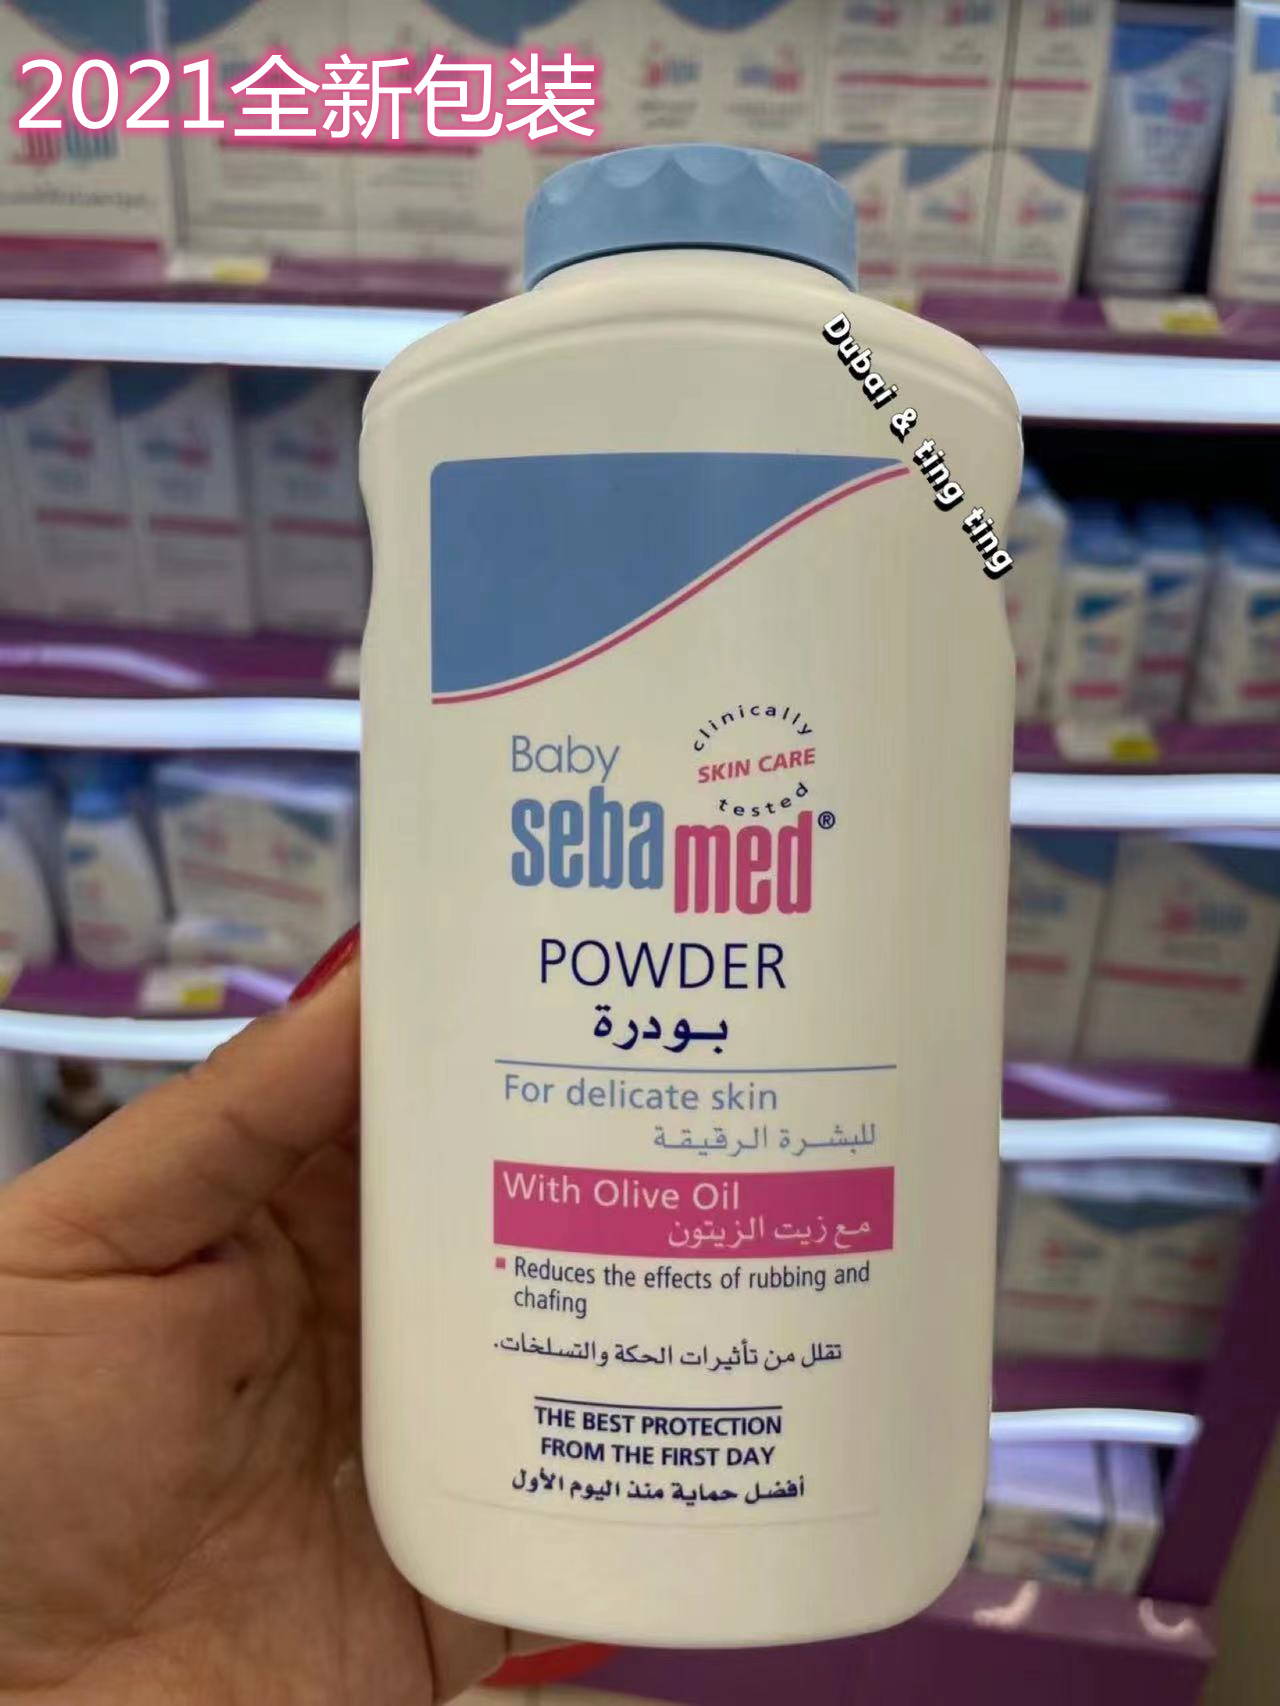 2021全新包装
Dubai & ting ting
Baby
clinically
SKIN CARE
tested
sebamed®
POWDER
بودرة
For delicate skin
للبشرة الرقيقة
With Olive Oil
مع زيت الزيتون
Reduces the effects of rubbing and
chafing
تقلل من تأثيرات الحكة والتسلخات.
THE BEST PROTECTION
FROM THE FIRST DAY
أفضل حماية منذ اليوم الأول
sebamed